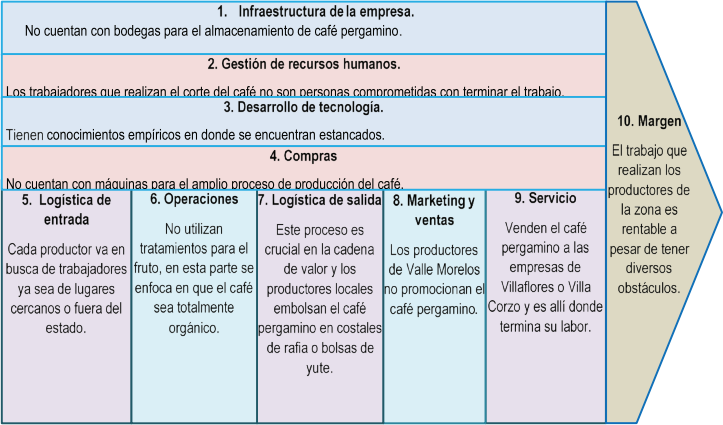 1. Infraestructura de la empresa.
No cuentan con bodegas para el almacenamiento de café pergamino.
2. Gestión de recursos humanos.
Los trabajadores que realizan el corte del café no son personas comprometidas con terminar el trabajo.
3. Desarrollo de tecnología.
Tienen conocimientos empíricos en donde se encuentran estancados.
4. Compras
No cuentan con máquinas para el amplio proceso de producción del café.
5. Logística de
entrada
Cada productor va en
busca de trabajadores
ya sea de lugares
cercanos o fuera del
estado.
6. Operaciones
No utilizan
tratamientos para el
fruto, en esta parte se
enfoca en que el café
sea totalmente
orgánico.
7. Logística de salida
Este proceso es
crucial en la cadena
de valor y los
productores locales
embolsan el café
pergamino en costales
de rafia o bolsas de
yute.
8. Marketing y
ventas
Los productores
de Valle Morelos
no promocionan el
café pergamino.
9. Servicio
Venden el café
pergamino a las
empresas de
Villaflores o Villa
Corzo y es allí donde
termina su labor.
10. Margen
El trabajo que
realizan los
productores de
la zona es
rentable a
pesar de tener
diversos
obstáculos.